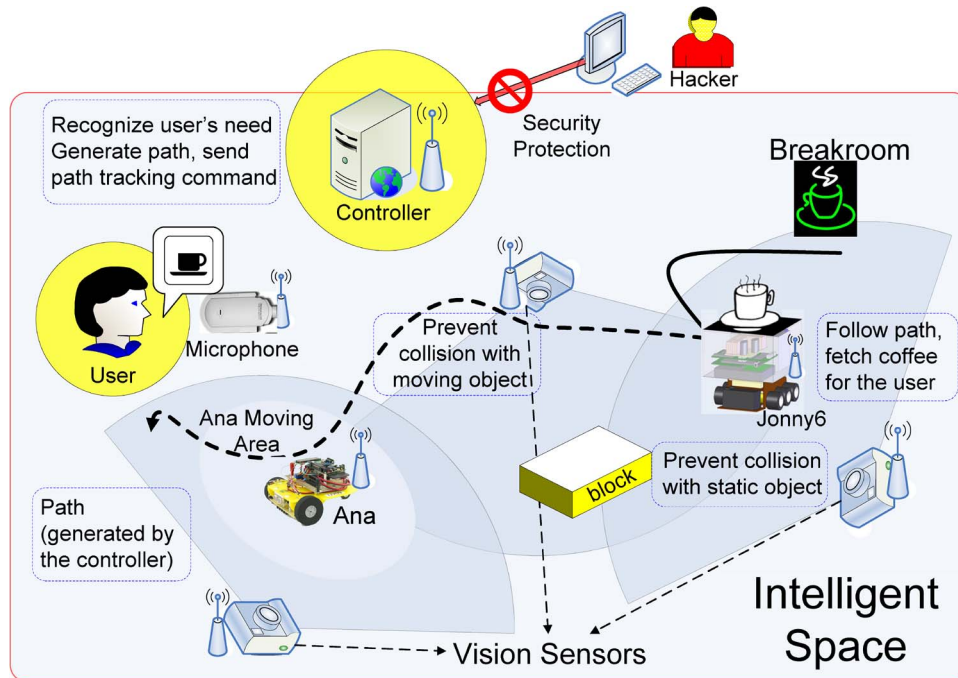 Hacker
Recognize user's need
Generate path, send
path tracking command
Security
Protection
Controller
Breakroom
Microphone
User
Prevent
collision with
moving object
Follow path,
fetch coffee
for the user
Jonny6
Ana Moving
Area
Ana
block
Prevent collision
with static object
Path
(generated by
the controller)
Vision Sensors
Intelligent
Space